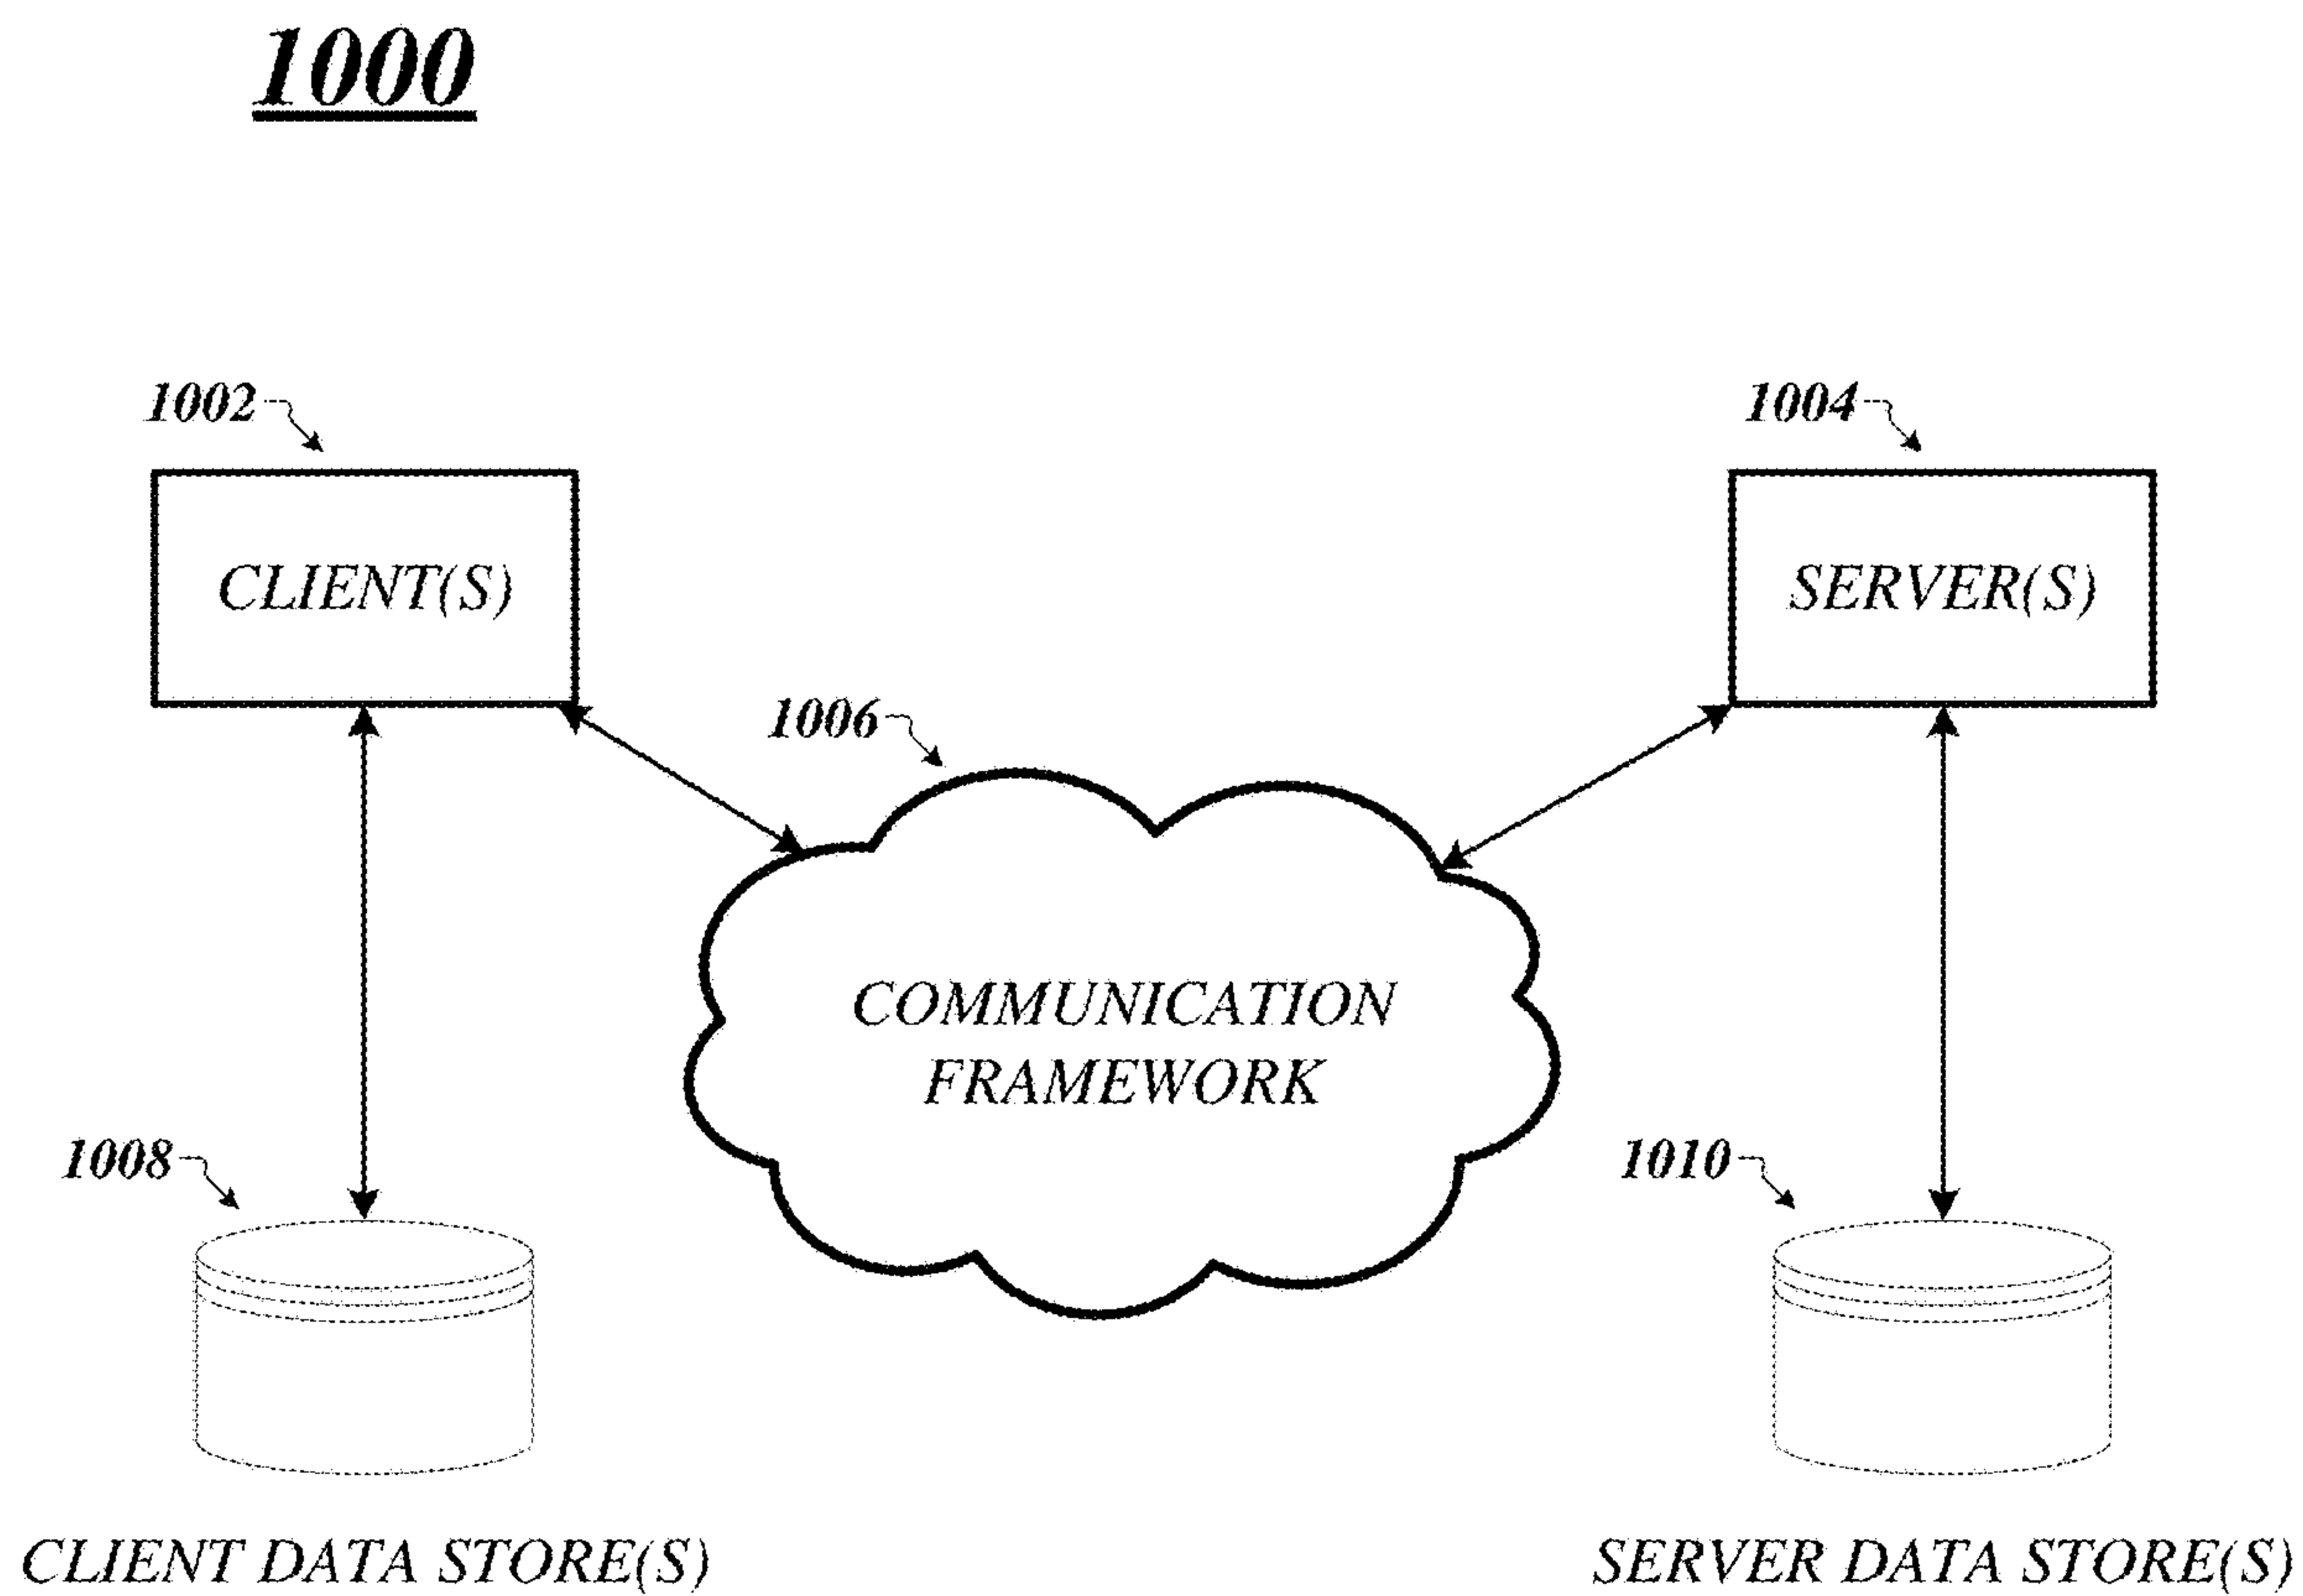 1000
1002
1004
CLIENT(S)
SERVER(S)
1006
COMMUNICATION
FRAMEWORK
1008
1010
CLIENT DATA STORE(S)
SERVER DATA STORE(S)